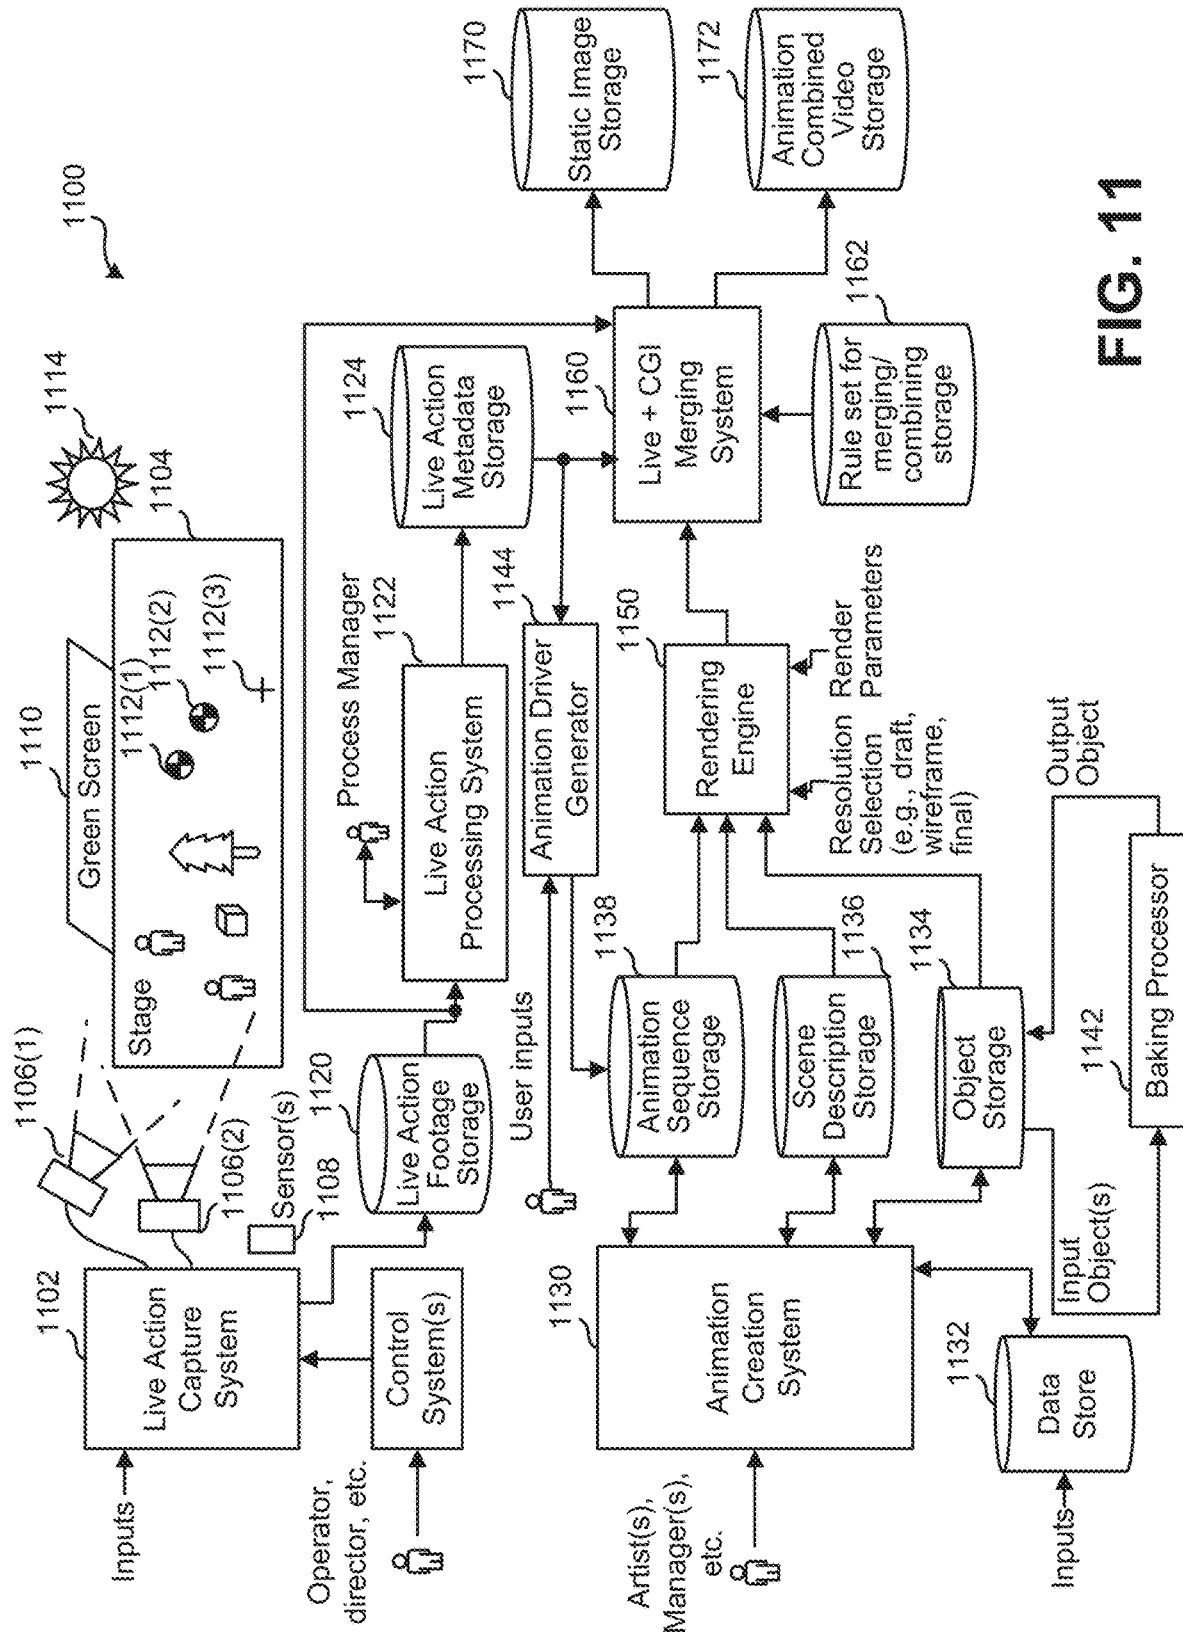 1100
1114
1110
Green Screen
1104
Stage
1112(1)
1112(2)
1112(3)
1106(1)
1106(2)
Sensor(s)
1108
1102
Live Action
Capture
System
Inputs
Operator,
director, etc.
Control
System(s)
1120
Live Action
Footage
Storage
Process Manager
1122
Live Action
Processing System
1124
Live Action
Metadata
Storage
User inputs
1144
Animation Driver
Generator
1130
Animation
Creation
System
Artist(s),
Manager(s),
etc.
1138
Animation
Sequence
Storage
1136
Scene
Description
Storage
1134
Object
Storage
1132
Data
Store
Inputs
Input
Object(s)
1142
Baking Processor
Output
Object
1150
Rendering
Engine
Resolution
Selection
(e.g., draft,
wireframe,
final)
Render
Parameters
1160
Live + CGI
Merging
System
1162
Rule set for
merging/
combining
storage
1170
Static Image
Storage
1172
Animation
Combined
Video
Storage
FIG. 11